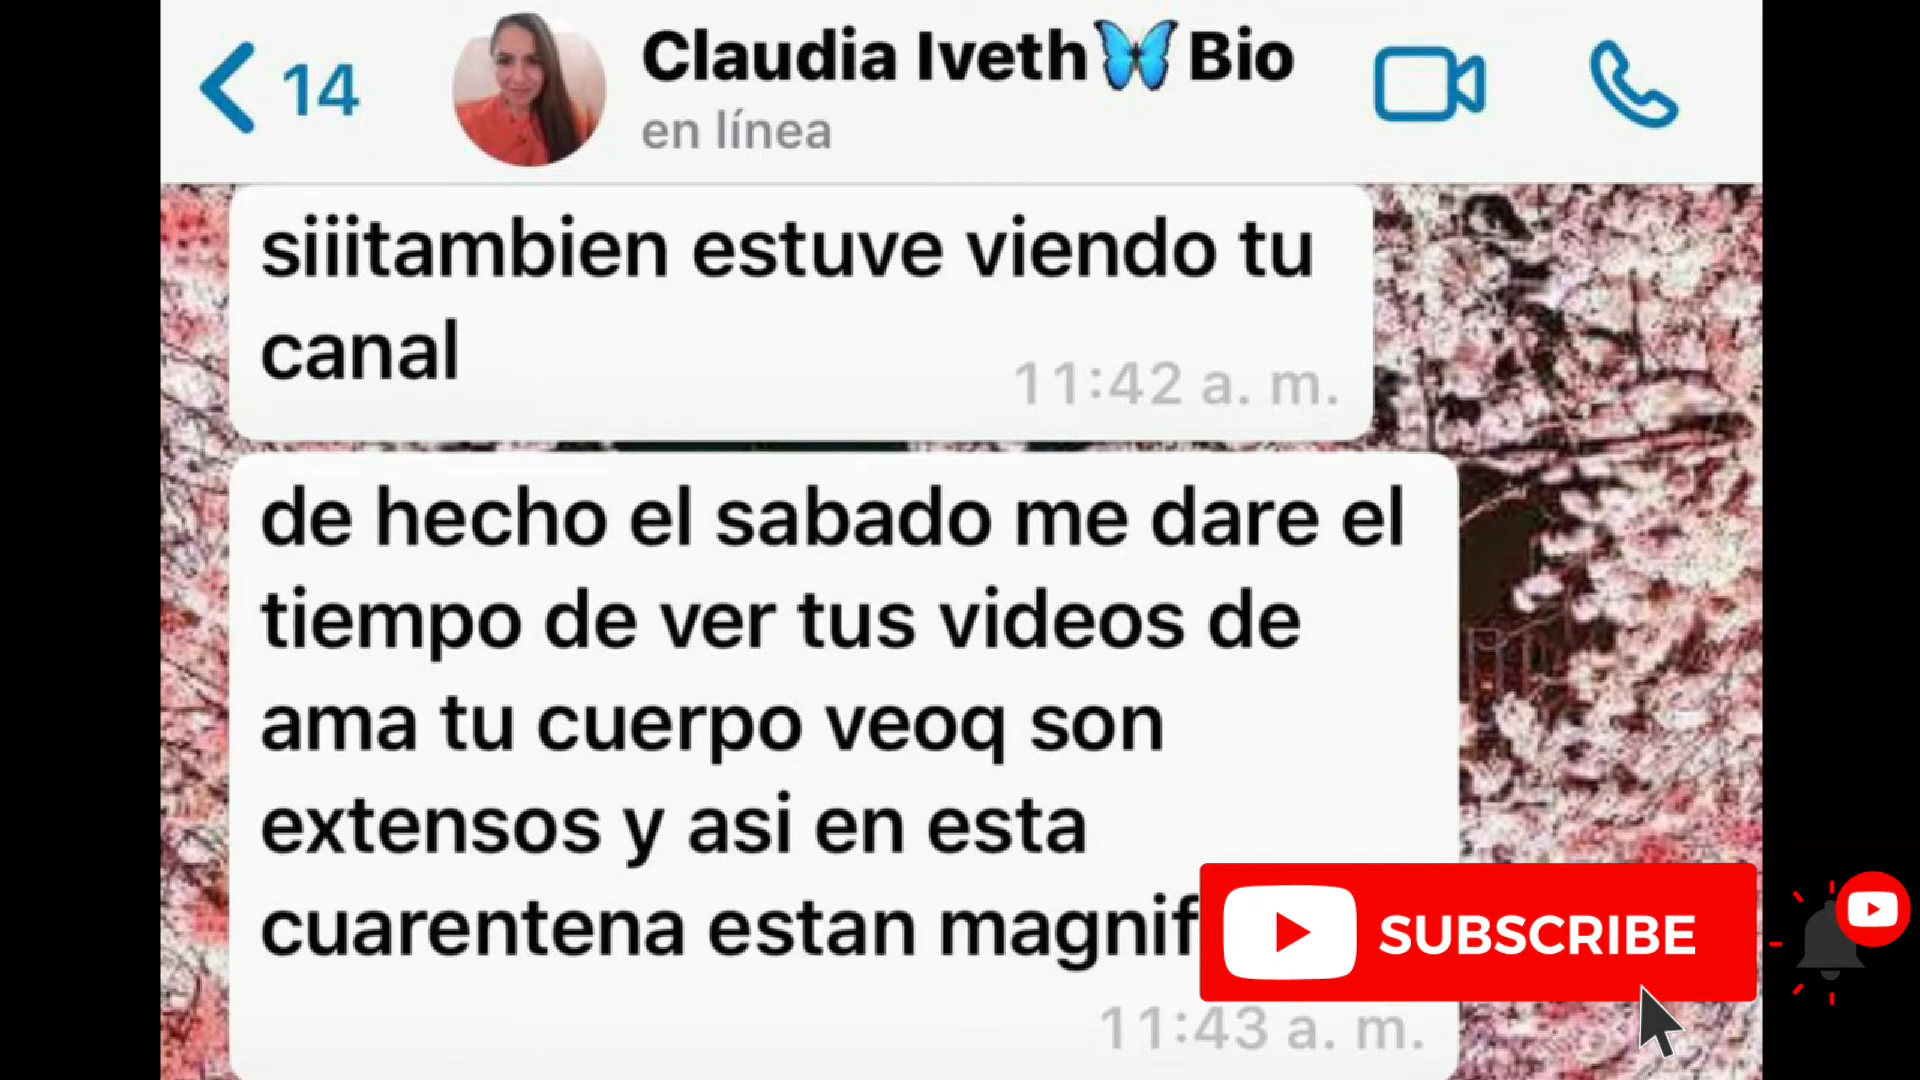 14
Claudia Iveth🦋Bio
en línea
siiitambien estuve viendo tu
canal
11:42 a. m.
de hecho el sabado me dare el
tiempo de ver tus videos de
ama tu cuerpo veoq son
extensos y asi en esta
cuarentena estan
SUBSCRIBE
11:43 a. m.